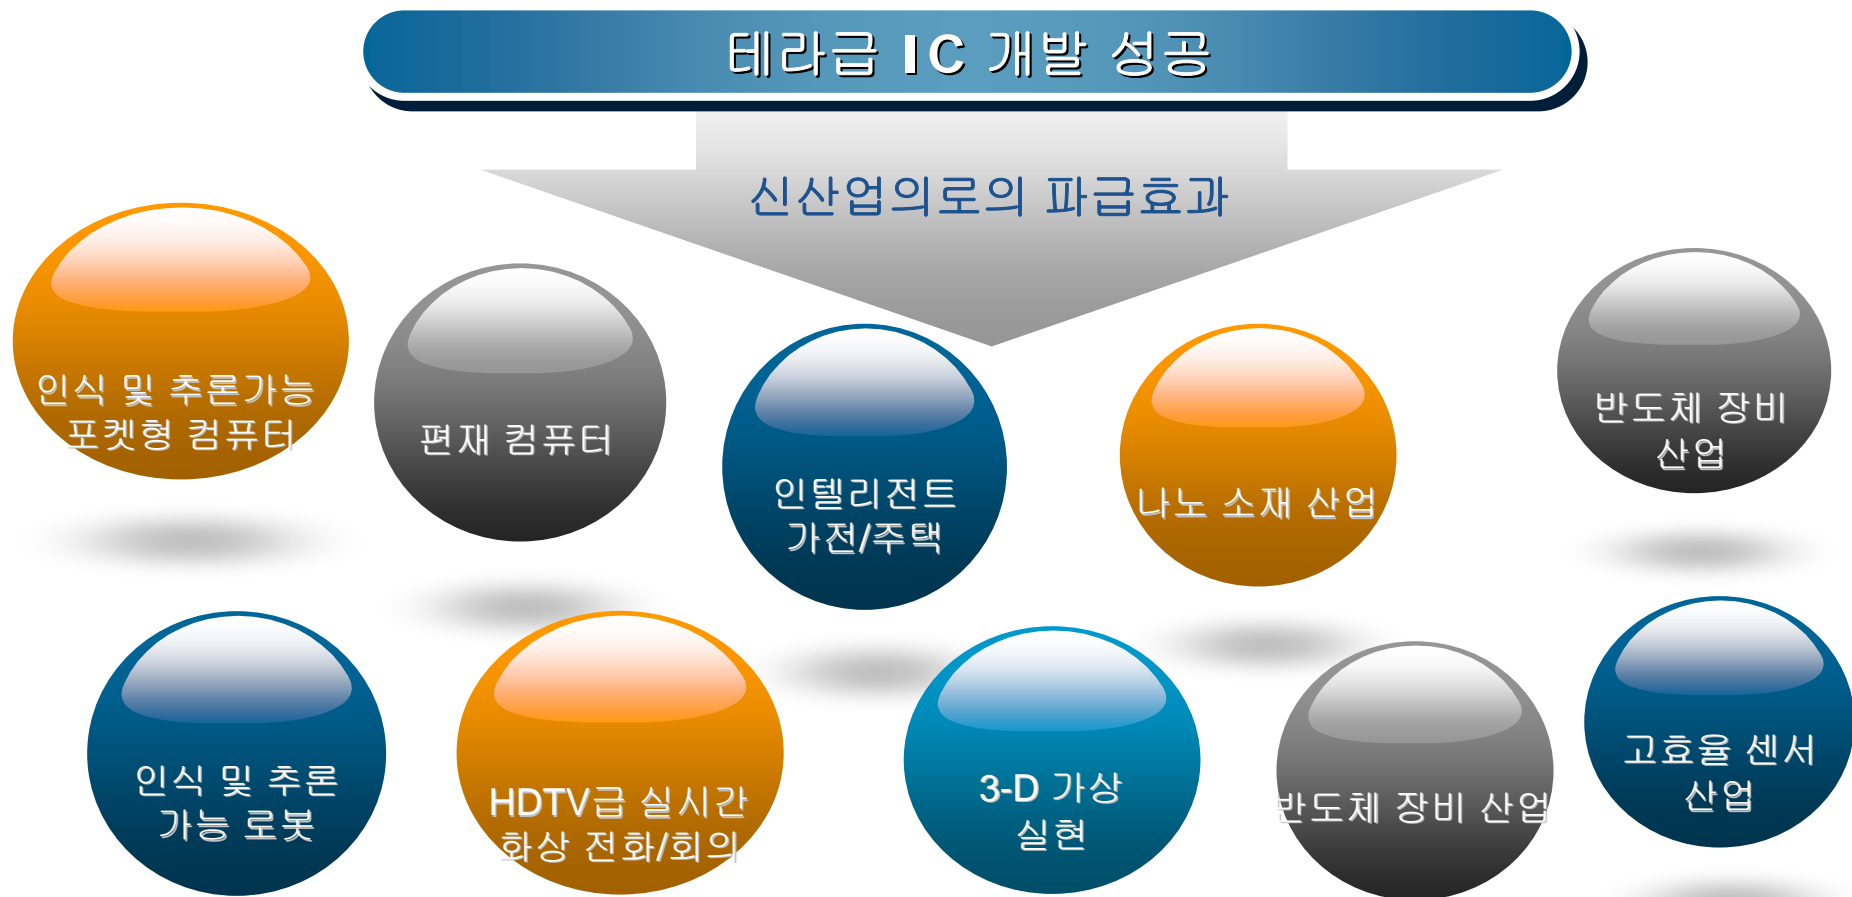 테라급 IC 개발 성공
신산업의로의 파급효과
인식 및 추론가능
포켓형 컴퓨터
편재 컴퓨터
인텔리전트
가전/주택
나노 소재 산업
반도체 장비
산업
인식 및 추론
가능 로봇
HDTV급 실시간
화상 전화/회의
3-D 가상
실현
반도체 장비 산업
고효율 센서
산업